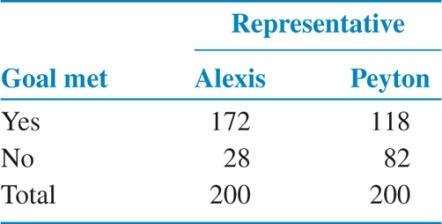 Representative
Goal met Alexis Peyton
Yes 172 118
No 28 82
Total 200 200